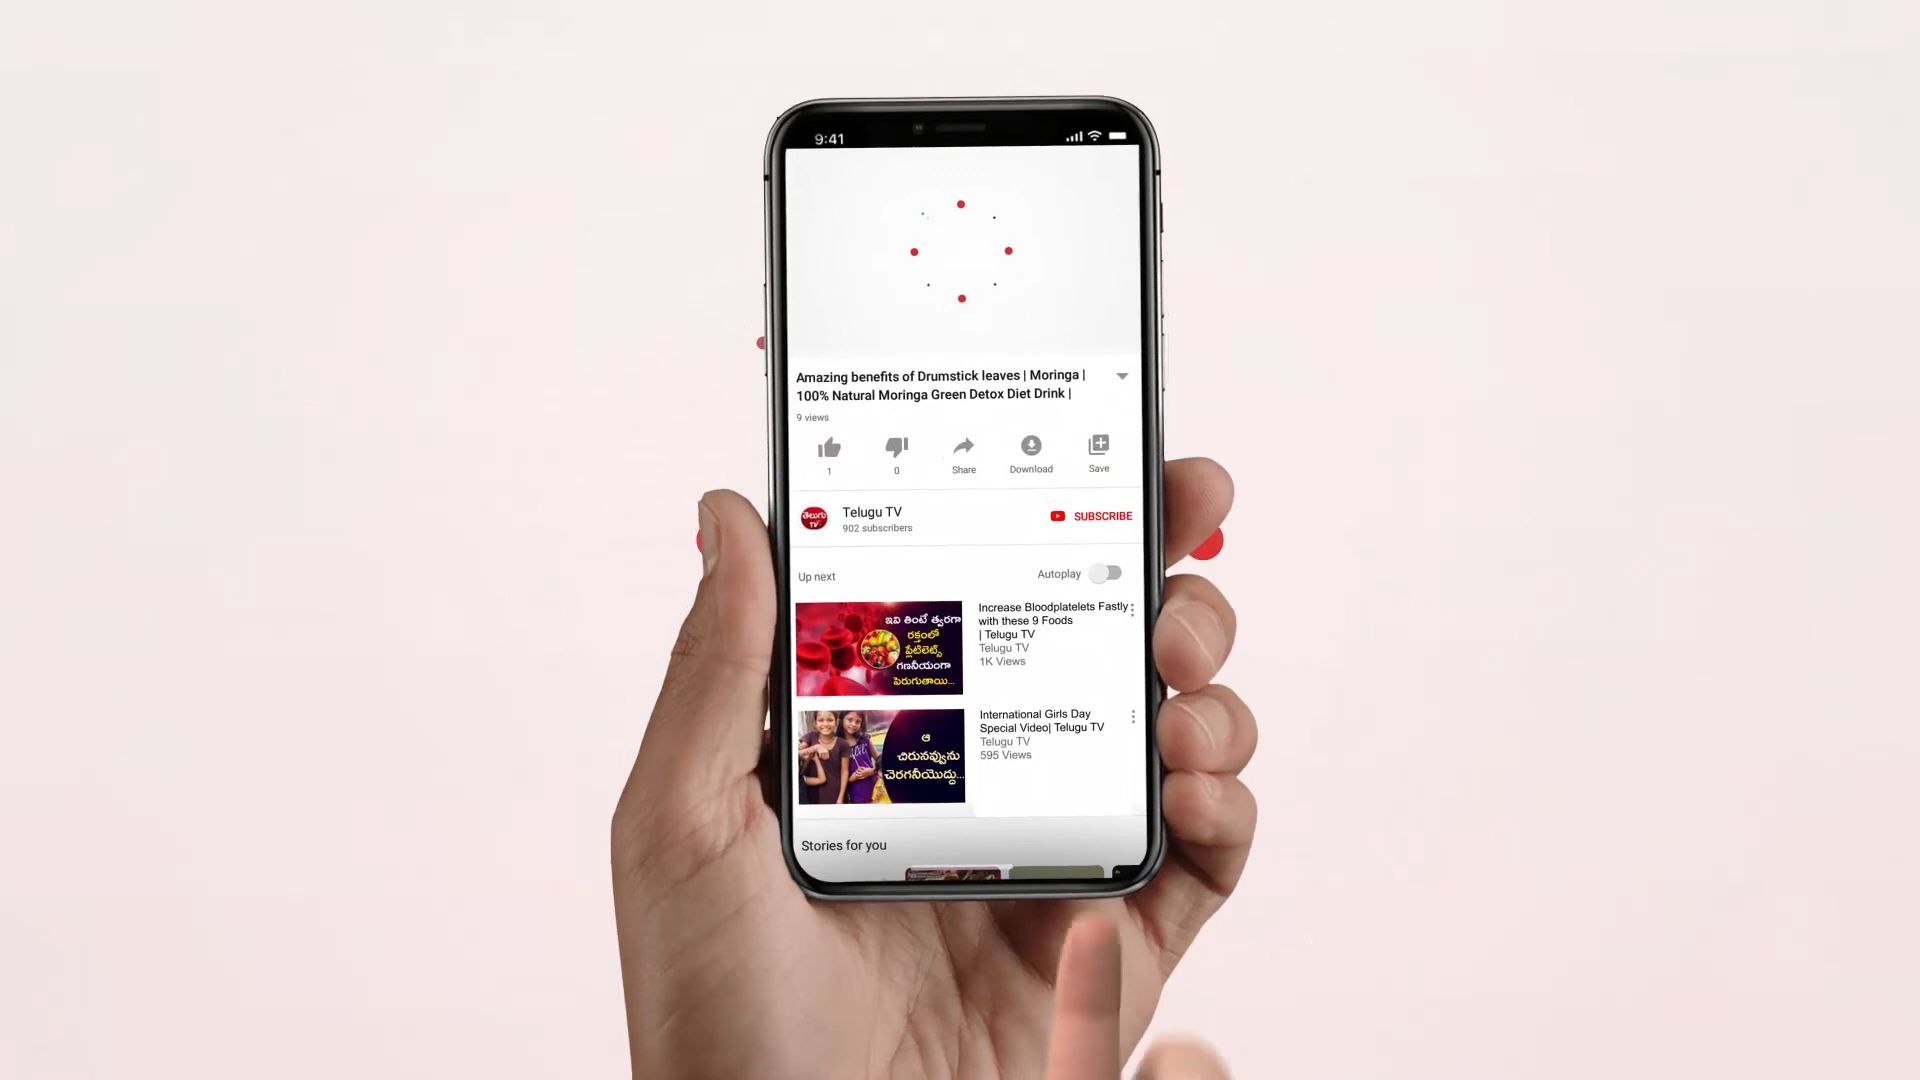 9:41
Amazing benefits of Drumstick leaves | Moringa |
100% Natural Moringa Green Detox Diet Drink |
9 views
1
0
Share
Download
Save
తెలుగు
TV
Telugu TV
902 subscribers
SUBSCRIBE
Up next
Autoplay
ఇవి తింటే త్వరగా
రక్తంలో
ప్లేటిలెట్స్
గణనీయంగా
పెరుగుతాయి...
Increase Bloodplatelets Fastly
with these 9 Foods
| Telugu TV
Telugu TV
1K Views
ఆ
చిరునవ్వును
చెరగనీయొద్దు...
International Girls Day
Special Video| Telugu TV
Telugu TV
595 Views
Stories for you